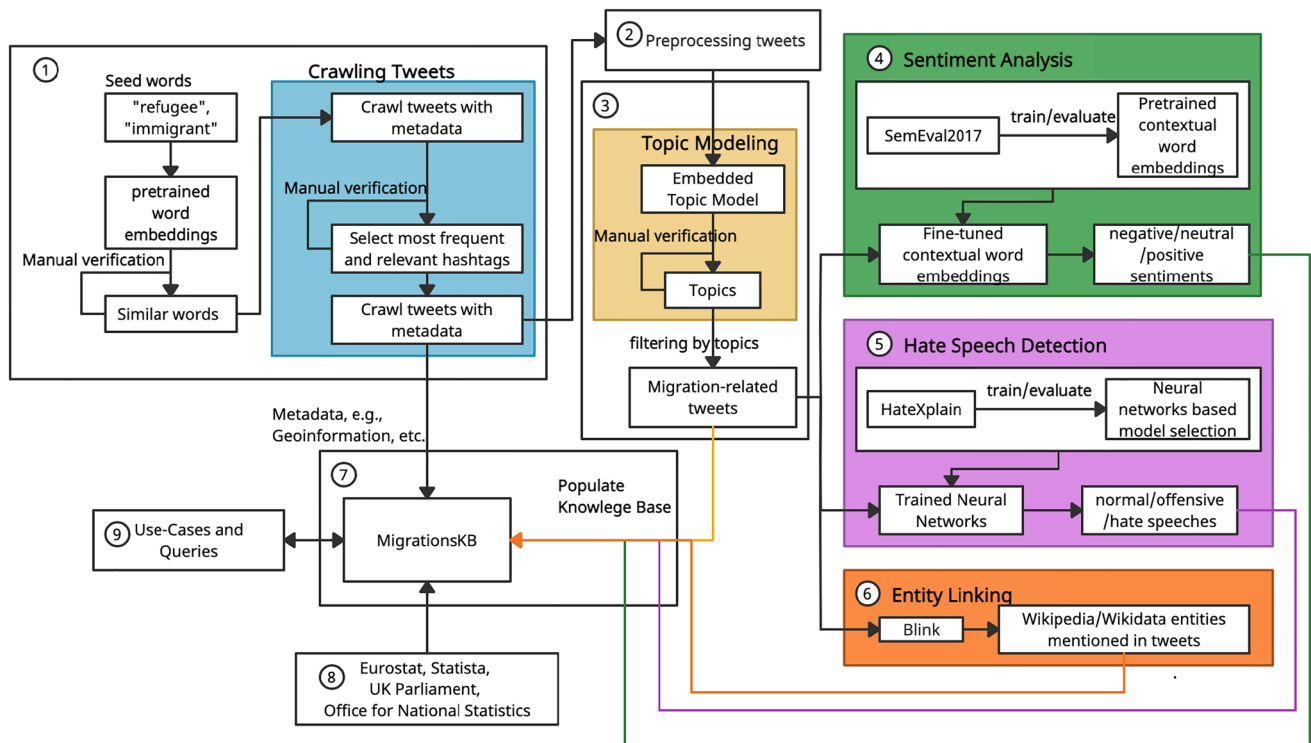 1
Seed words
"refugee",
"immigrant"
pretrained
word
embeddings
Manual verification
Similar words
Crawling Tweets
Crawl tweets with
metadata
Manual verification
Select most frequent
and relevant hashtags
Crawl tweets with
metadata
2 Preprocessing tweets
3
Topic Modeling
Embedded
Topic Model
Manual verification
Topics
filtering by topics
Migration-related
tweets
4 Sentiment Analysis
SemEval2017
train/evaluate
Pretrained
contextual
word
embeddings
Fine-tuned
contextual word
embeddings
negative/neutral
/positive
sentiments
5 Hate Speech Detection
HateXplain
train/evaluate
Neural
networks based
model selection
Trained Neural
Networks
normal/offensive
/hate speeches
6 Entity Linking
Blink
Wikipedia/Wikidata entities
mentioned in tweets
Metadata, e.g.,
Geoinformation, etc.
7
Populate
Knowlege Base
MigrationsKB
9 Use-Cases and
Queries
8 Eurostat, Statista,
UK Parliament,
Office for National Statistics